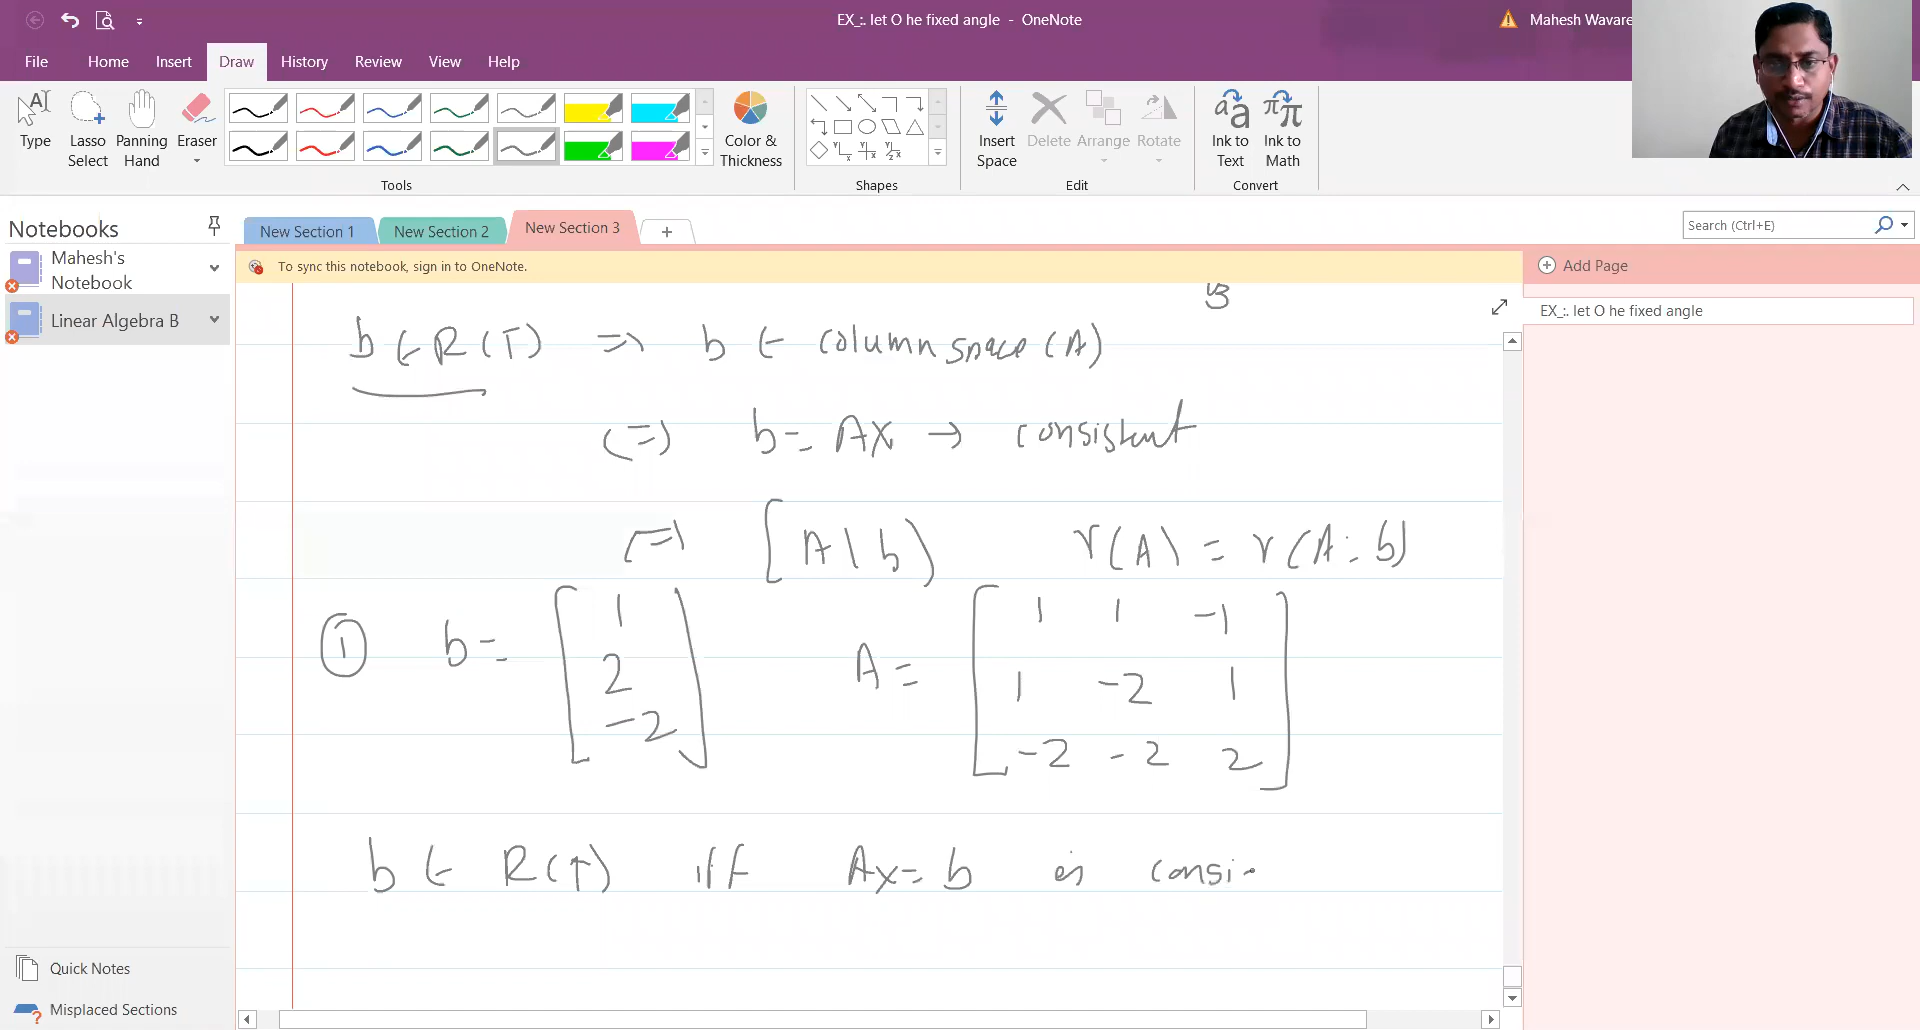 EX_:. let O he fixed angle - OneNote
Mahesh Wavare
File Home Insert Draw History Review View Help
Type
Lasso Select
Panning Hand
Eraser
Color & Thickness
Insert Space
Delete
Arrange
Rotate
Ink to Text
Ink to Math
Tools Shapes Edit Convert
Notebooks
New Section 1 New Section 2 New Section 3 +
Search (Ctrl+E)
Mahesh's Notebook
Linear Algebra B
To sync this notebook, sign in to OneNote.
Add Page
EX_:. let O he fixed angle
b ∈ R(T) => b ∈ column space (A)
<=> b = AX → consistent
<=> [A | b] r(A) = r(A : b)
① b = [1 2 -2] A = [1 1 -1
1 -2 1
-2 -2 2]
b ∈ R(T) iff AX = b is consi
Quick Notes
Misplaced Sections